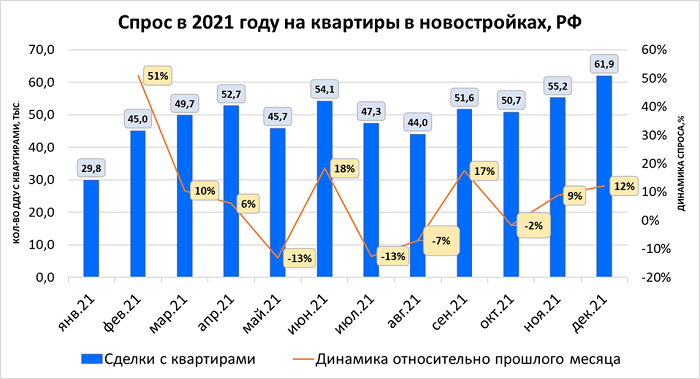 Спрос в 2021 году на квартиры в новостройках, РФ
КОЛ-ВО ДДУ С КВАРТИРАМИ, ТЫС.
70,0
60,0
50,0
40,0
30,0
20,0
10,0
0,0
29,8
45,0
49,7
52,7
45,7
54,1
47,3
44,0
51,6
50,7
55,2
61,9
51%
10%
6%
-13%
18%
-13%
-7%
17%
-2%
9%
12%
60%
50%
40%
30%
20%
10%
0%
-10%
-20%
ДИНАМИКА СПРОСА,%
янв.21
фев.21
мар.21
апр.21
май.21
июн.21
июл.21
авг.21
сен.21
окт.21
ноя.21
дек.21
Сделки с квартирами
Динамика относительно прошлого месяца